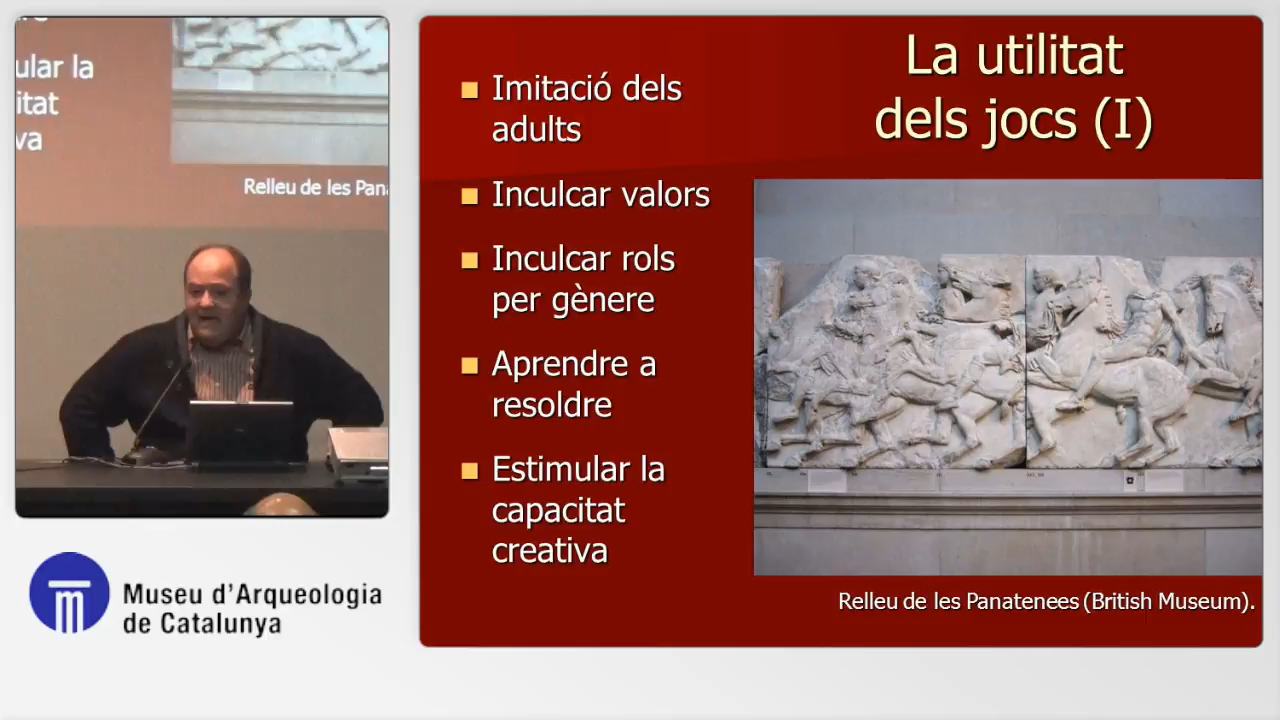 ular la
itat
va
Relleu de les Pana
Museu d'Arqueologia
de Catalunya
La utilitat
dels jocs (I)
Imitació dels
adults
Inculcar valors
Inculcar rols
per gènere
Aprendre a
resoldre
Estimular la
capacitat
creativa
Relleu de les Panatenees (British Museum).